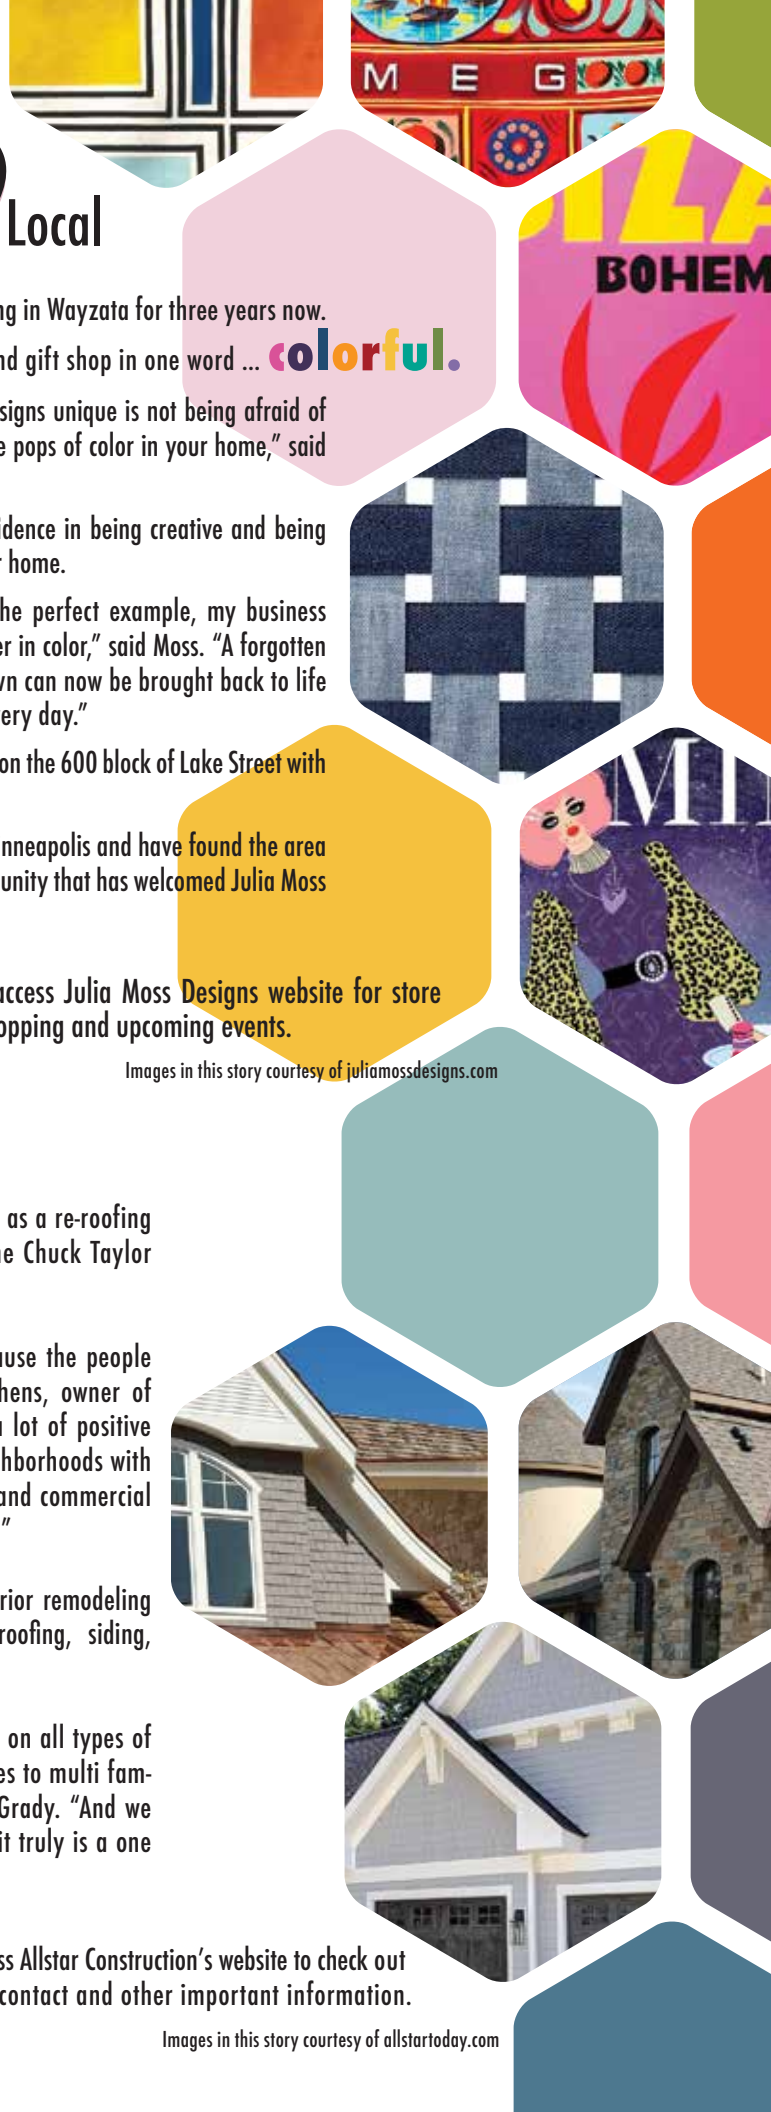 M E G
IZA
BOHEM
Local
ng in Wayzata for three years now.
nd gift shop in one word ... colorful.
signs unique is not being afraid of
e pops of color in your home,” said
idence in being creative and being
home.
he perfect example, my business
er in color,” said Moss. “A forgotten
wn can now be brought back to life
very day.”
on the 600 block of Lake Street with
MI
nneapolis and have found the area
unity that has welcomed Julia Moss
access Julia Moss Designs website for store
opping and upcoming events.
Images in this story courtesy of juliamossdesigns.com
as a re-roofing
ne Chuck Taylor
ause the people
hens, owner of
a lot of positive
ghborhoods with
and commercial
”
rior remodeling
roofing, siding,
on all types of
es to multi fam-
Grady. “And we
it truly is a one
ss Allstar Construction’s website to check out
contact and other important information.
Images in this story courtesy of allstartoday.com